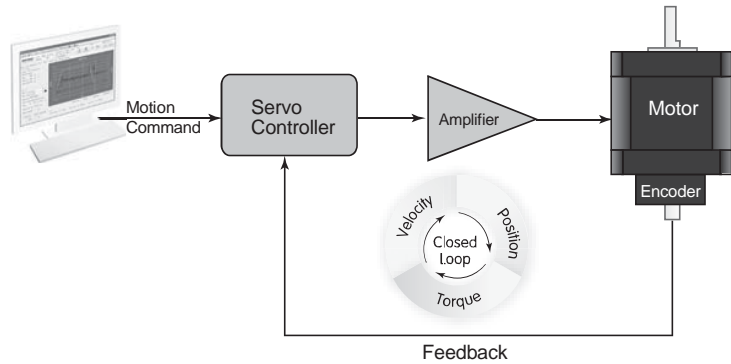 Motion
Command
Servo
Controller
Amplifier
Motor
Encoder
Velocity
Position
Closed
Loop
Torque
Feedback